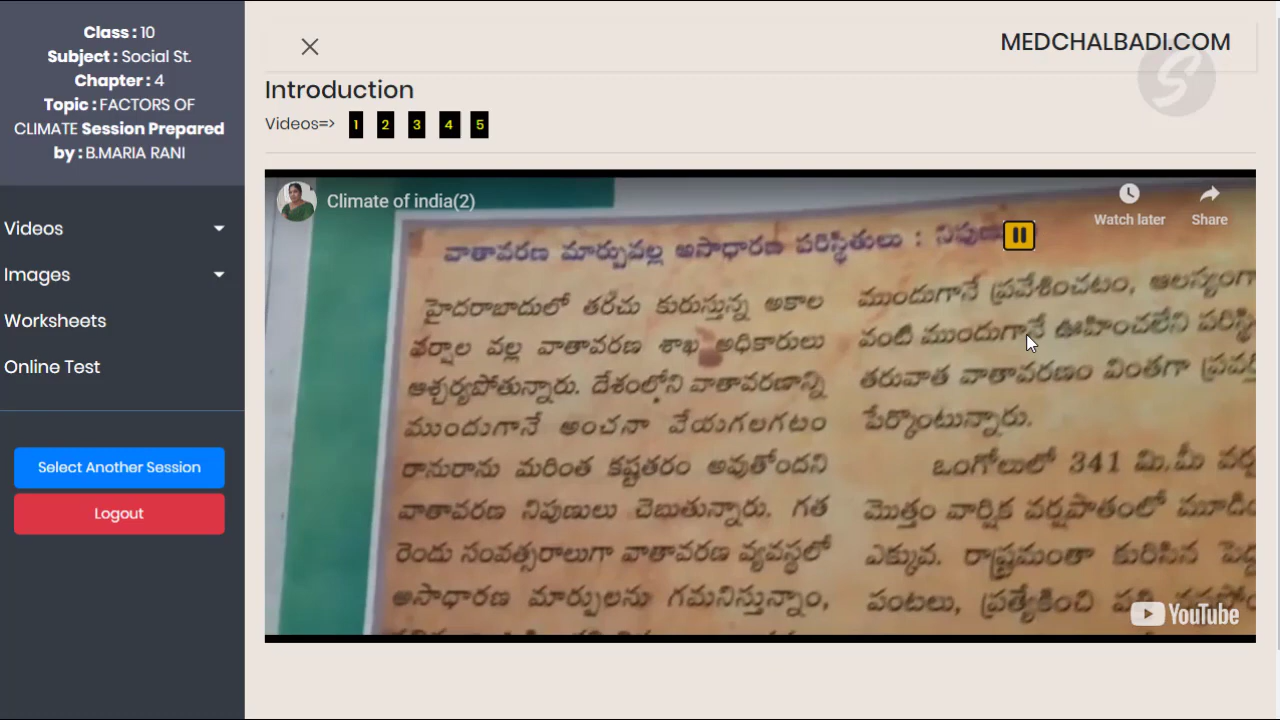 Class : 10
Subject : Social St.
Chapter : 4
Topic : FACTORS OF
CLIMATE Session Prepared
by : B.MARIA RANI
Videos
Images
Worksheets
Online Test
Select Another Session
Logout
MEDCHALBADI.COM
Introduction
Videos=> 1 2 3 4 5
Climate of india(2)
Watch later
Share
వాతావరణ మార్పువల్ల అసాధారణ పరిస్థితులు :
హైదరాబాదులో తరచు కురుస్తున్న అకాల
వర్షాల వల్ల వాతావరణ శాఖ అధికారులు
ఆశ్చర్యపోతున్నారు. దేశంలోని వాతావరణాన్ని
ముందుగానే అంచనా వేయగలగటం
రానురాను మరింత కష్టతరం అవుతోందని
వాతావరణ నిపుణులు చెబుతున్నారు. గత
రెండు సంవత్సరాలుగా వాతావరణ వ్యవస్థలో
అసాధారణ మార్పులను గమనిస్తున్నాం,
ముందుగానే ప్రవేశించటం, ఆలస్యంగా
వంటి ముందుగానే ఊహించలేని
తరువాత వాతావరణం వింతగా
పేర్కొంటున్నారు.
ఒంగోలులో 341 మి.మీ
మొత్తం వార్షిక వర్షపాతంలో
ఎక్కువ. రాష్ట్రమంతా కురిసిన
పంటలు, ప్రత్యేకించి
YouTube